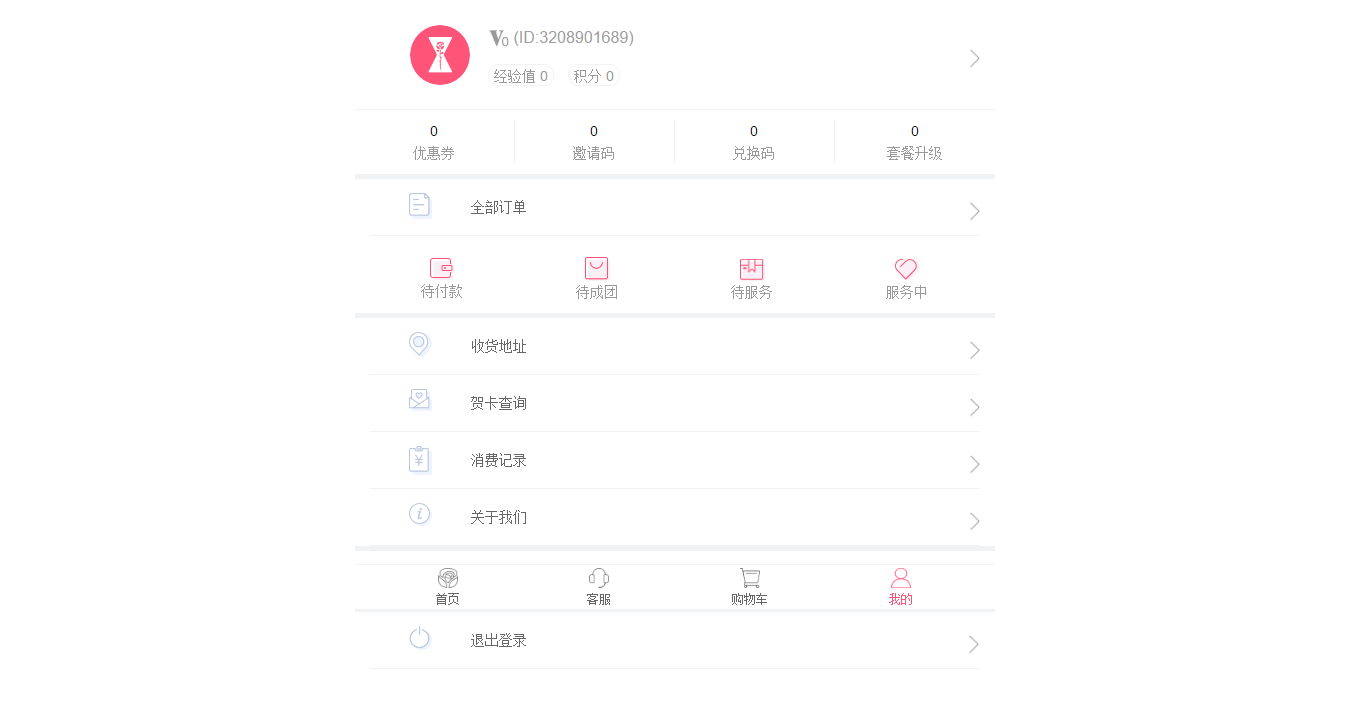 V0 (ID:3208901689)
经验值 0 积分 0
0 0 0 0
优惠券 邀请码 兑换码 套餐升级
全部订单
待付款 待成团 待服务 服务中
收货地址
贺卡查询
¥ 消费记录
i 关于我们
首页 客服 购物车 我的
退出登录